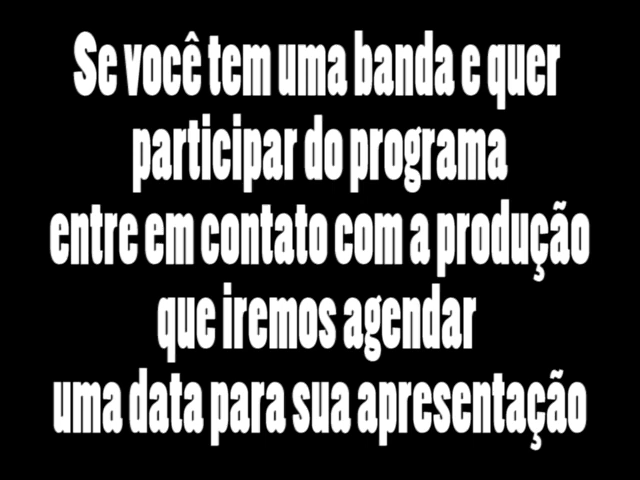 Se você tem uma banda e quer
participar do programa
entre em contato com a produção
que iremos agendar
uma data para sua apresentação